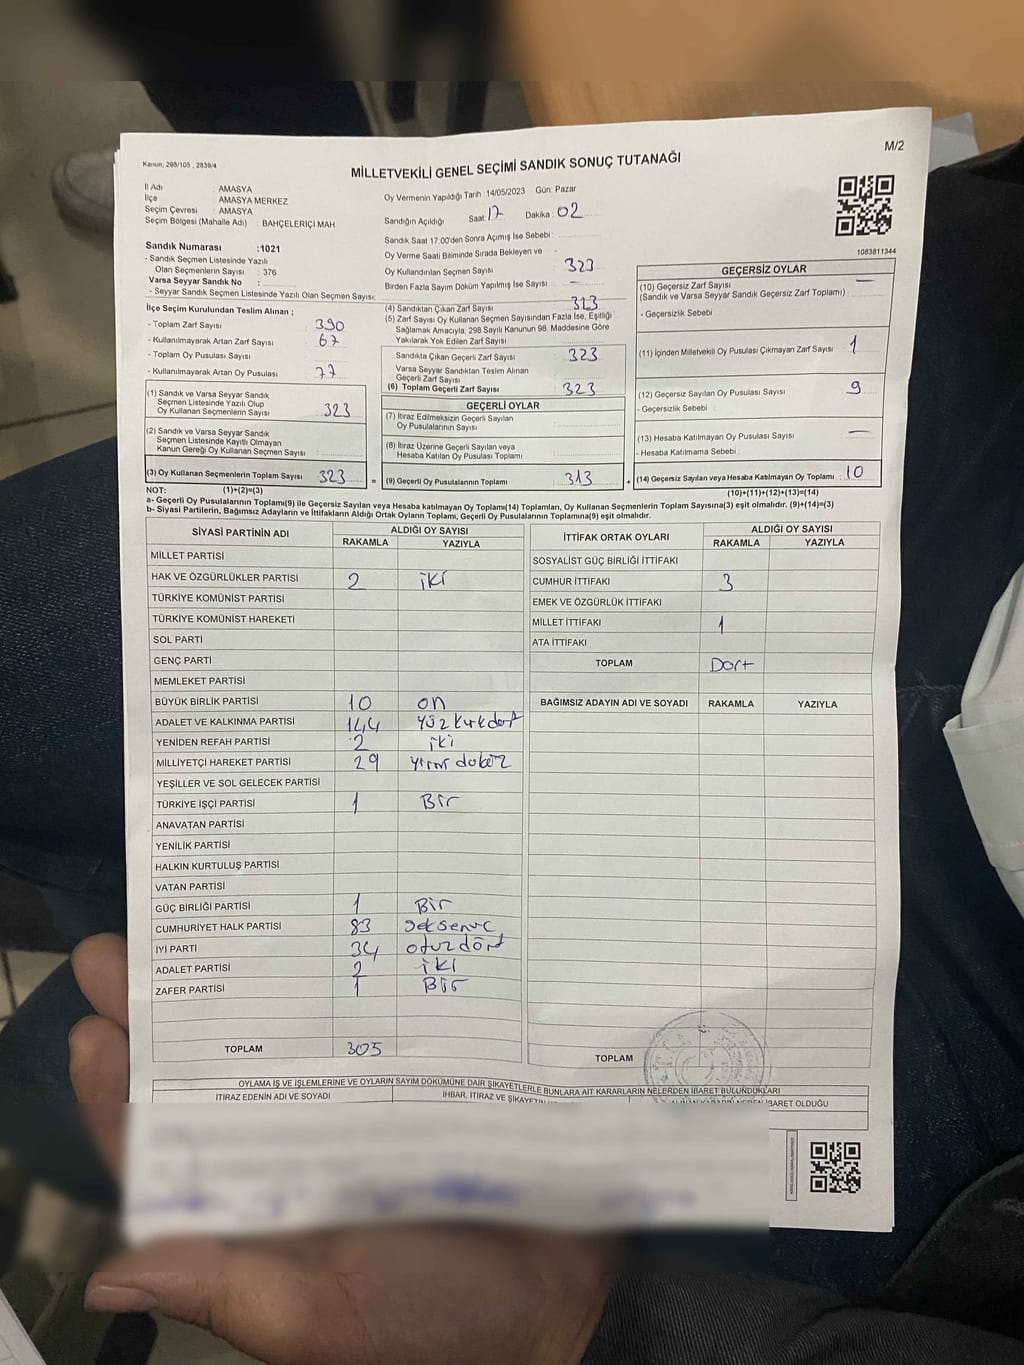 Kanun; 298/105 , 2839/4
M/2
MİLLETVEKİLİ GENEL SEÇİMİ SANDIK SONUÇ TUTANAĞI
İl Adı : AMASYA
İlçe : AMASYA MERKEZ
Seçim Çevresi : AMASYA
Seçim Bölgesi (Mahalle Adı) : BAHÇELERİÇİ MAH
Sandık Numarası :1021
- Sandık Seçmen Listesinde Yazılı
Olan Seçmenlerin Sayısı : 376
Varsa Seyyar Sandık No :
- Seyyar Sandık Seçmen Listesinde Yazılı Olan Seçmen Sayısı:
Oy Vermenin Yapıldığı Tarih :14/05/2023 Gün: Pazar
Sandığın Açıldığı Saat: 17 Dakika : 02
Sandık Saat 17:00'den Sonra Açılmış İse Sebebi :
Oy Verme Saati Bitiminde Sırada Bekleyen ve
Oy Kullandırılan Seçmen Sayısı : 323
Birden Fazla Sayım Döküm Yapılmış İse Sayısı : —
1083811344
İlçe Seçim Kurulundan Teslim Alınan ;
- Toplam Zarf Sayısı : 390
- Kullanılmayarak Artan Zarf Sayısı : 67
- Toplam Oy Pusulası Sayısı :
- Kullanılmayarak Artan Oy Pusulası : 77
(1) Sandık ve Varsa Seyyar Sandık
Seçmen Listesinde Yazılı Olup
Oy Kullanan Seçmenlerin Sayısı : 323
(2) Sandık ve Varsa Seyyar Sandık
Seçmen Listesinde Kayıtlı Olmayan
Kanun Gereği Oy Kullanan Seçmen Sayısı :
(3) Oy Kullanan Seçmenlerin Toplam Sayısı : 323 =
(4) Sandıktan Çıkan Zarf Sayısı : 323
(5) Zarf Sayısı Oy Kullanan Seçmen Sayısından Fazla İse, Eşitliği
Sağlamak Amacıyla, 298 Sayılı Kanunun 98. Maddesine Göre
Yakılarak Yok Edilen Zarf Sayısı :
Sandıkta Çıkan Geçerli Zarf Sayısı : 323
Varsa Seyyar Sandıktan Teslim Alınan
Geçerli Zarf Sayısı :
(6) Toplam Geçerli Zarf Sayısı : 323
GEÇERLİ OYLAR
(7) İtiraz Edilmeksizin Geçerli Sayılan
Oy Pusulalarının Sayısı :
(8) İtiraz Üzerine Geçerli Sayılan veya
Hesaba Katılan Oy Pusulası Toplamı :
(9) Geçerli Oy Pusulalarının Toplamı : 313 +
GEÇERSİZ OYLAR
(10) Geçersiz Zarf Sayısı —
(Sandık ve Varsa Seyyar Sandık Geçersiz Zarf Toplamı) :
- Geçersizlik Sebebi :
(11) İçinden Milletvekili Oy Pusulası Çıkmayan Zarf Sayısı : 1
(12) Geçersiz Sayılan Oy Pusulası Sayısı : 9
- Geçersizlik Sebebi :
(13) Hesaba Katılmayan Oy Pusulası Sayısı : —
- Hesaba Katılmama Sebebi :
(14) Geçersiz Sayılan veya Hesaba Katılmayan Oy Toplamı : 10
NOT: (1)+(2)=(3) (10)+(11)+(12)+(13)=(14)
a- Geçerli Oy Pusulalarının Toplamı(9) ile Geçersiz Sayılan veya Hesaba katılmayan Oy Toplamı(14) Toplamları, Oy Kullanan Seçmenlerin Toplam Sayısına(3) eşit olmalıdır. (9)+(14)=(3)
b- Siyasi Partilerin, Bağımsız Adayların ve İttifakların Aldığı Ortak Oyların Toplamı, Geçerli Oy Pusulalarının Toplamına(9) eşit olmalıdır.
SİYASİ PARTİNİN ADI ALDIĞI OY SAYISI
RAKAMLA YAZIYLA
MİLLET PARTİSİ
HAK VE ÖZGÜRLÜKLER PARTİSİ 2 iki
TÜRKİYE KOMÜNİST PARTİSİ
TÜRKİYE KOMÜNİST HAREKETİ
SOL PARTİ
GENÇ PARTİ
MEMLEKET PARTİSİ
BÜYÜK BİRLİK PARTİSİ 10 on
ADALET VE KALKINMA PARTİSİ 144 Yüz kırkdört
YENİDEN REFAH PARTİSİ 2 iki
MİLLİYETÇİ HAREKET PARTİSİ 29
YEŞİLLER VE SOL GELECEK PARTİSİ
TÜRKİYE İŞÇİ PARTİSİ 1 Bir
ANAVATAN PARTİSİ
YENİLİK PARTİSİ
HALKIN KURTULUŞ PARTİSİ
VATAN PARTİSİ
GÜÇ BİRLİĞİ PARTİSİ 1 Bir
CUMHURİYET HALK PARTİSİ 83 seksenüç
İYİ PARTİ 34 otuzdört
ADALET PARTİSİ 2 iki
ZAFER PARTİSİ 1 Bir
TOPLAM 305
İTTİFAK ORTAK OYLARI ALDIĞI OY SAYISI
RAKAMLA YAZIYLA
SOSYALİST GÜÇ BİRLİĞİ İTTİFAKI
CUMHUR İTTİFAKI 3
EMEK VE ÖZGÜRLÜK İTTİFAKI
MİLLET İTTİFAKI 1
ATA İTTİFAKI
TOPLAM Dört
BAĞIMSIZ ADAYIN ADI VE SOYADI RAKAMLA YAZIYLA
TOPLAM
OYLAMA İŞ VE İŞLEMLERİNE VE OYLARIN SAYIM DÖKÜMÜNE DAİR ŞİKAYETLERLE BUNLARA AİT KARARLARIN NELERDEN İBARET BULUNDUKLARI
İTİRAZ EDENİN ADI VE SOYADI İHBAR, İTİRAZ VE İBARET OLDUĞU